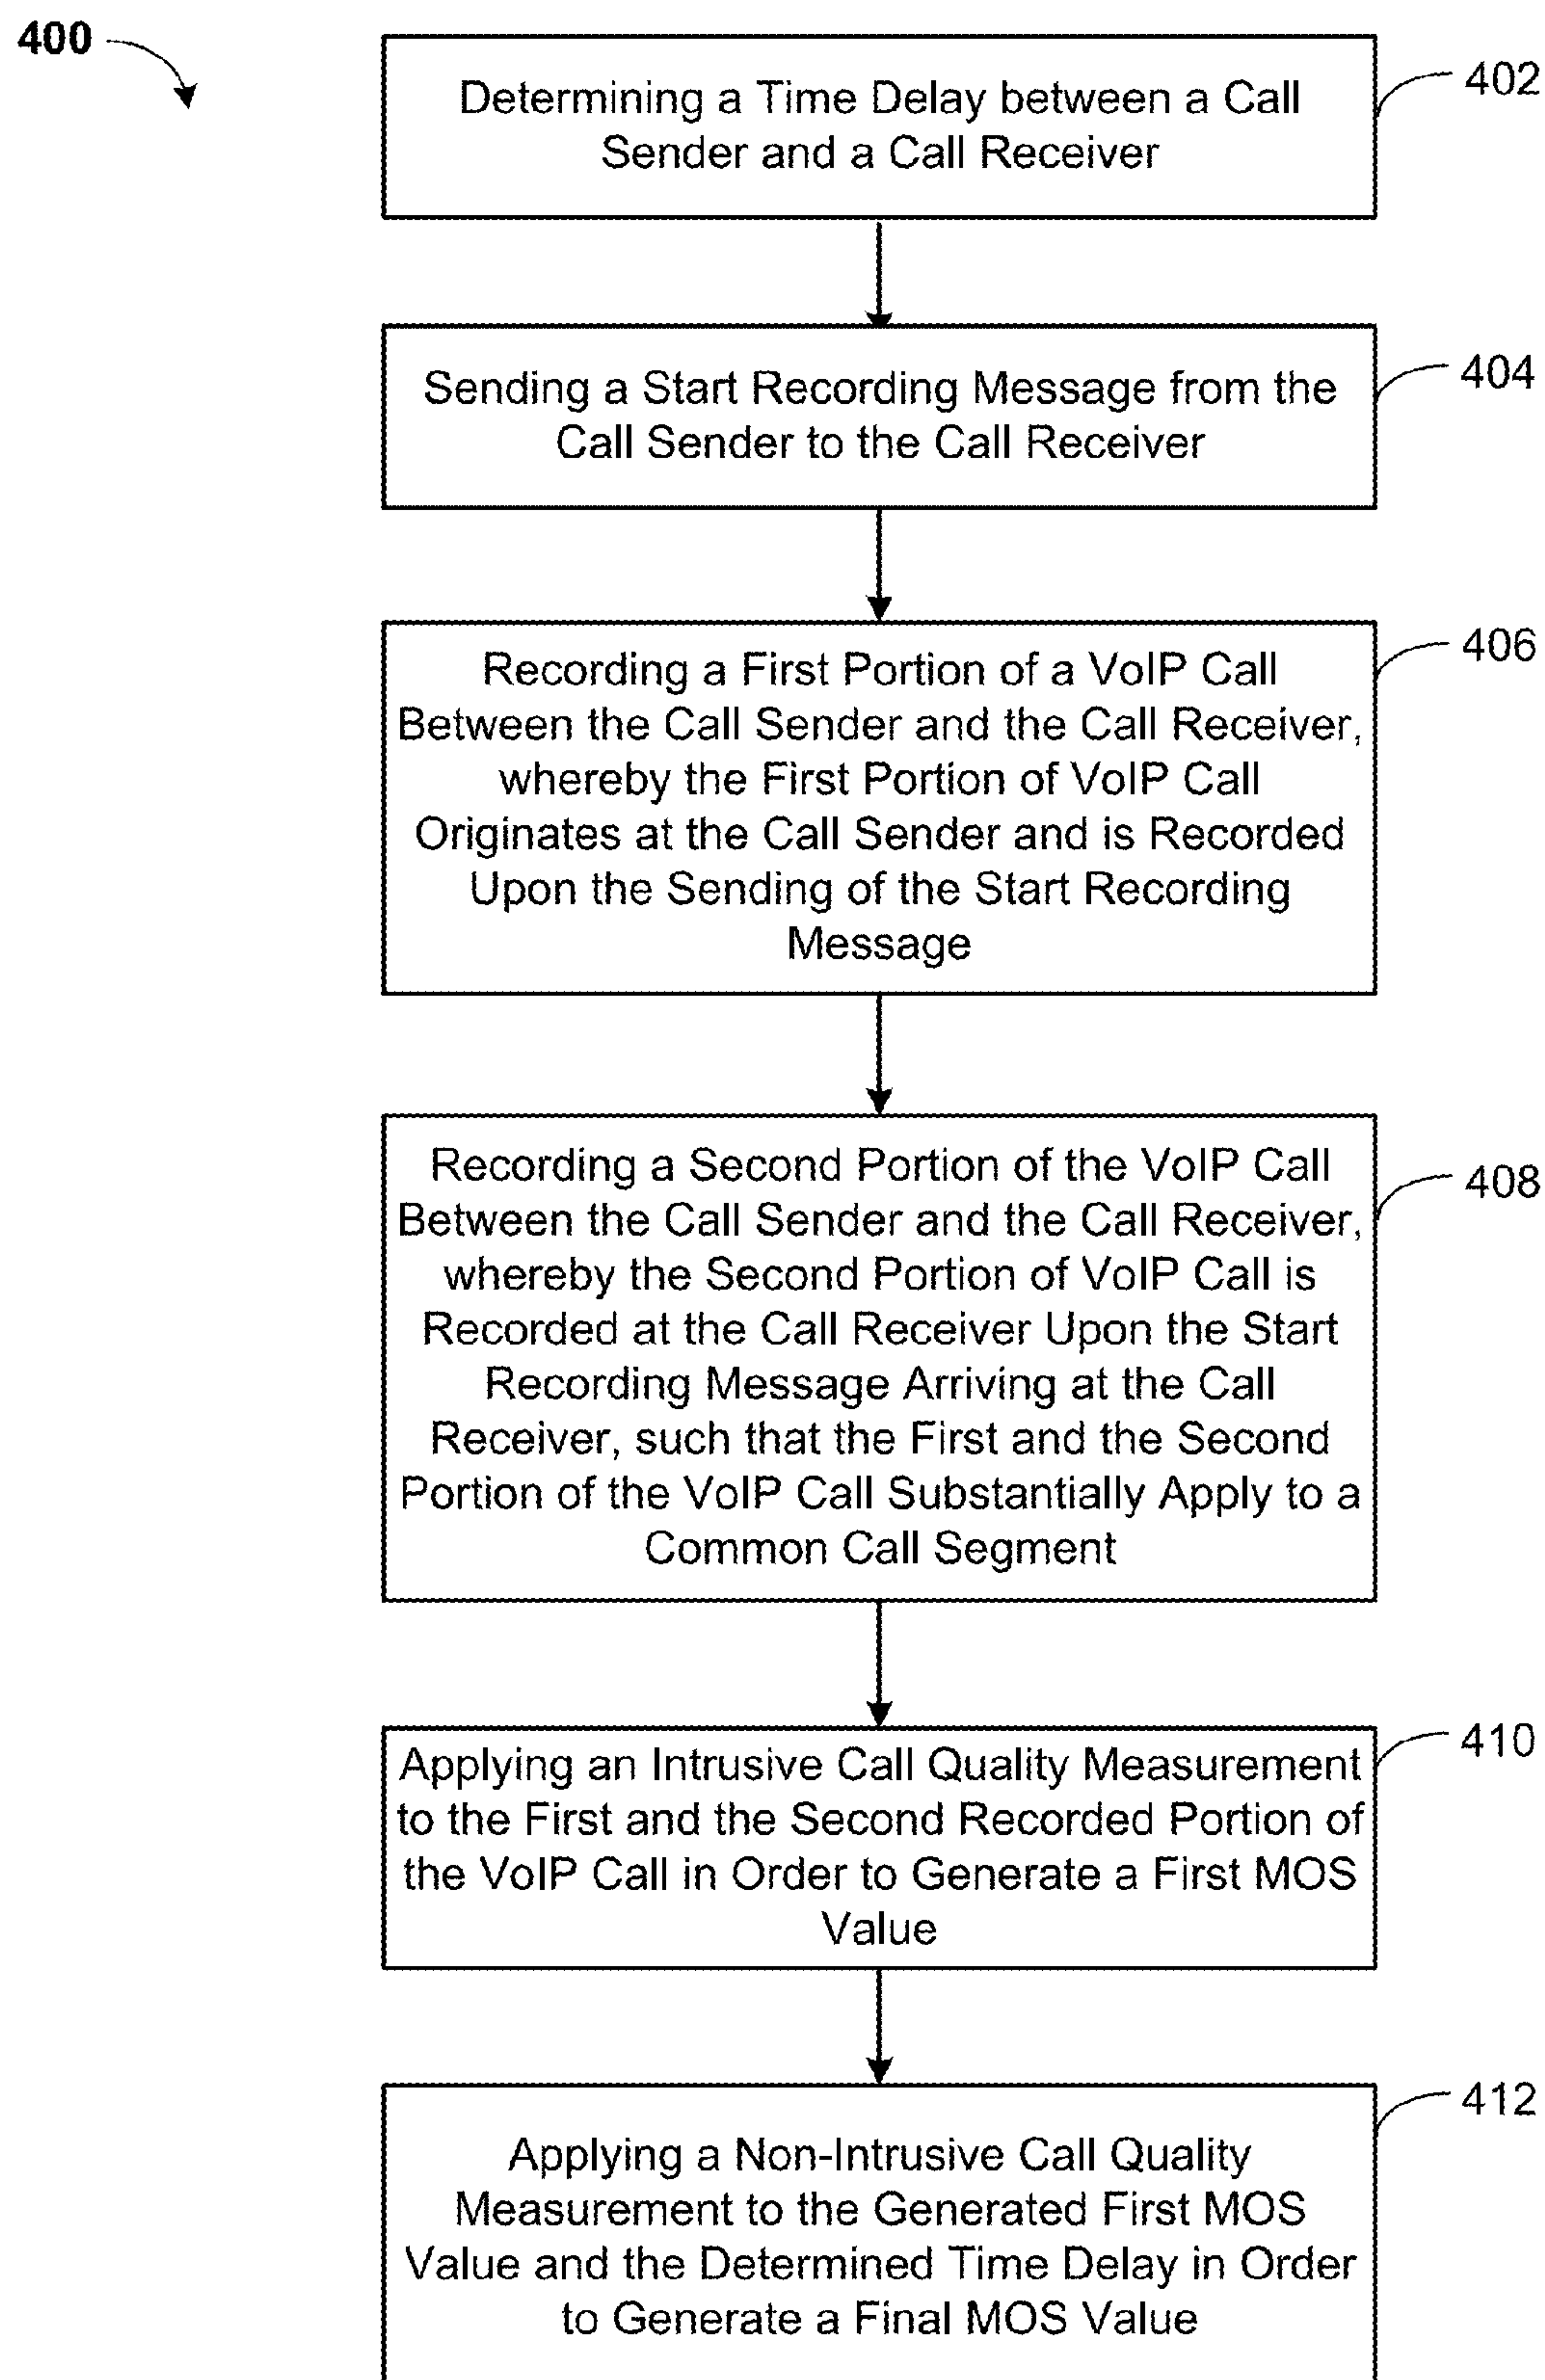 400
402
Determining a Time Delay between a Call
Sender and a Call Receiver
404
Sending a Start Recording Message from the
Call Sender to the Call Receiver
406
Recording a First Portion of a VoIP Call
Between the Call Sender and the Call Receiver,
whereby the First Portion of VoIP Call
Originates at the Call Sender and is Recorded
Upon the Sending of the Start Recording
Message
408
Recording a Second Portion of the VoIP Call
Between the Call Sender and the Call Receiver,
whereby the Second Portion of VoIP Call is
Recorded at the Call Receiver Upon the Start
Recording Message Arriving at the Call
Receiver, such that the First and the Second
Portion of the VoIP Call Substantially Apply to a
Common Call Segment
410
Applying an Intrusive Call Quality Measurement
to the First and the Second Recorded Portion of
the VoIP Call in Order to Generate a First MOS
Value
412
Applying a Non-Intrusive Call Quality
Measurement to the Generated First MOS
Value and the Determined Time Delay in Order
to Generate a Final MOS Value